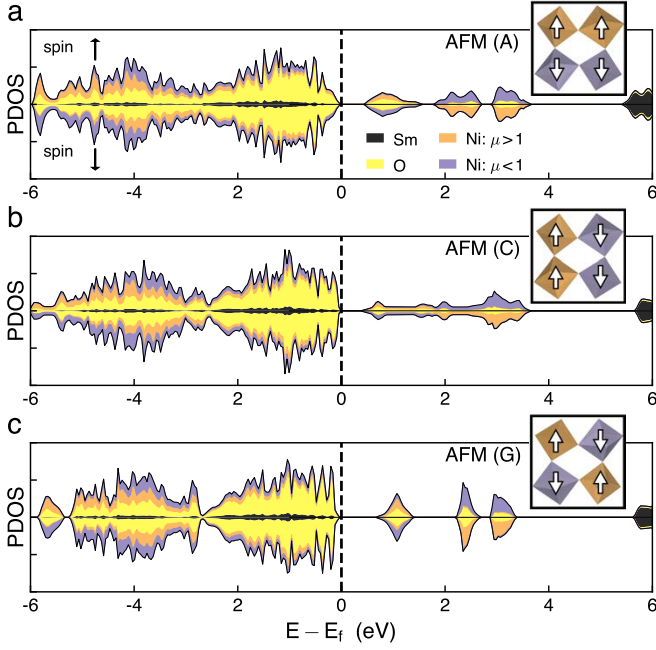 a
spin
AFM (A)
PDOS
Sm
Ni: μ>1
O
Ni: μ<1
spin
-6
-4
-2
0
2
4
6
b
AFM (C)
PDOS
-6
-4
-2
0
2
4
6
c
AFM (G)
PDOS
-6
-4
-2
0
2
4
6
E − E_f (eV)